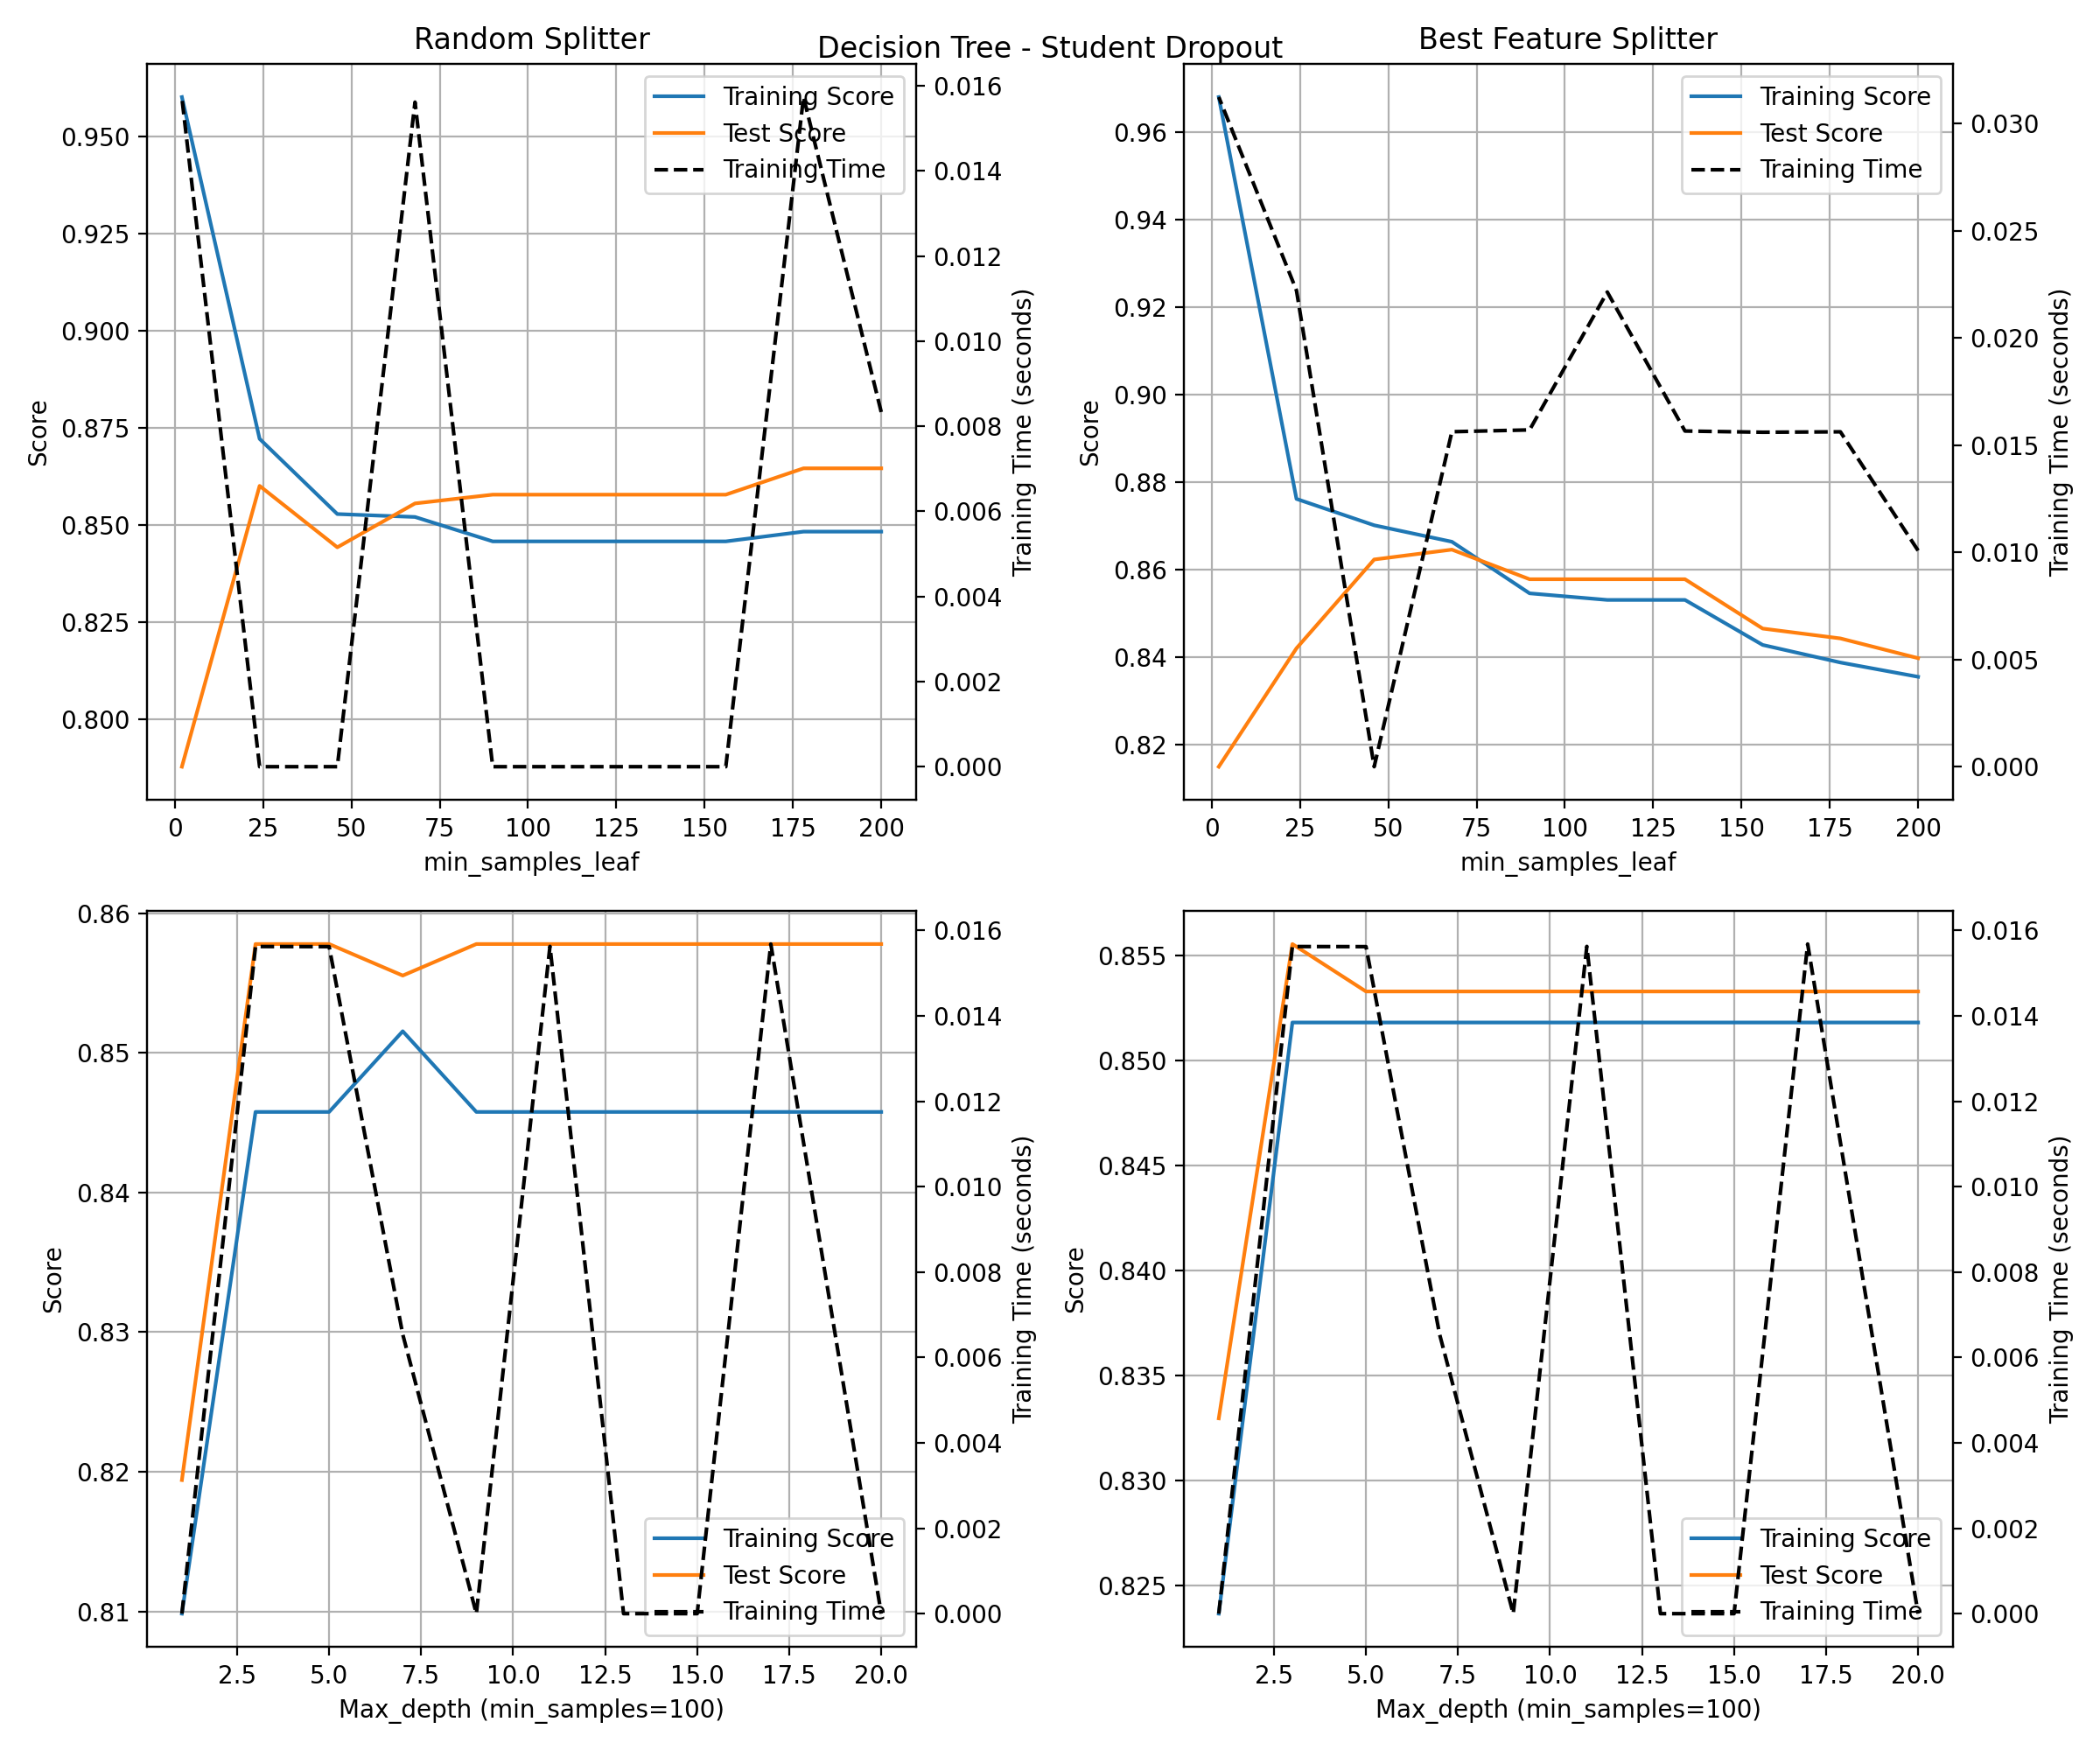 Decision Tree - Student Dropout
Random Splitter
Training Score
Test Score
Training Time
0.950
0.925
0.900
0.875
0.850
0.825
0.800
Score
0.016
0.014
0.012
0.010
0.008
0.006
0.004
0.002
0.000
Training Time (seconds)
0 25 50 75 100 125 150 175 200
min_samples_leaf
Best Feature Splitter
Training Score
Test Score
Training Time
0.96
0.94
0.92
0.90
0.88
0.86
0.84
0.82
Score
0.030
0.025
0.020
0.015
0.010
0.005
0.000
Training Time (seconds)
0 25 50 75 100 125 150 175 200
min_samples_leaf
0.86
0.85
0.84
0.83
0.82
0.81
Score
0.016
0.014
0.012
0.010
0.008
0.006
0.004
0.002
0.000
Training Time (seconds)
Training Score
Test Score
Training Time
2.5 5.0 7.5 10.0 12.5 15.0 17.5 20.0
Max_depth (min_samples=100)
0.855
0.850
0.845
0.840
0.835
0.830
0.825
Score
0.016
0.014
0.012
0.010
0.008
0.006
0.004
0.002
0.000
Training Time (seconds)
Training Score
Test Score
Training Time
2.5 5.0 7.5 10.0 12.5 15.0 17.5 20.0
Max_depth (min_samples=100)